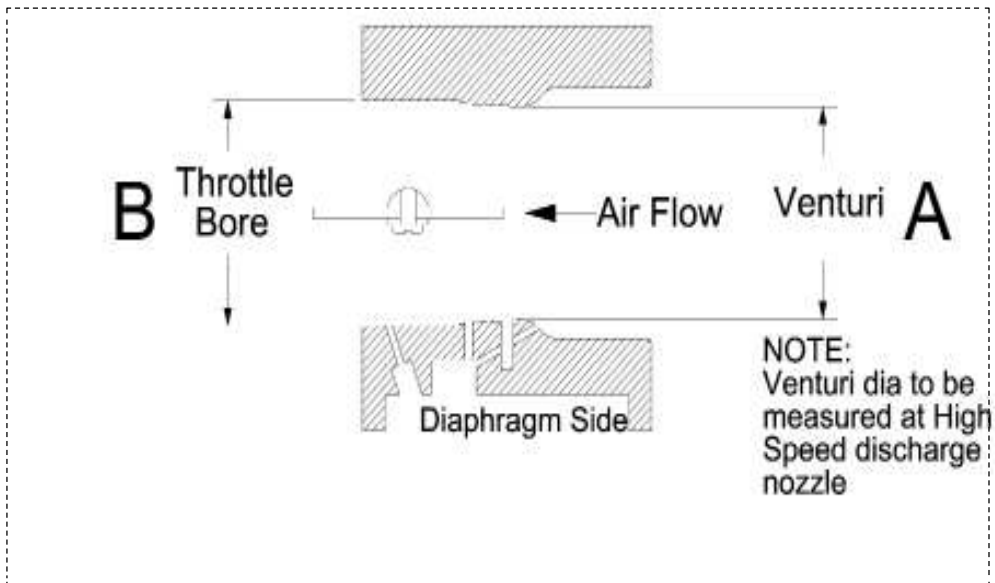 B
Throttle
Bore
Air Flow
Venturi
A
Diaphragm Side
NOTE:
Venturi dia to be
measured at High
Speed discharge
nozzle